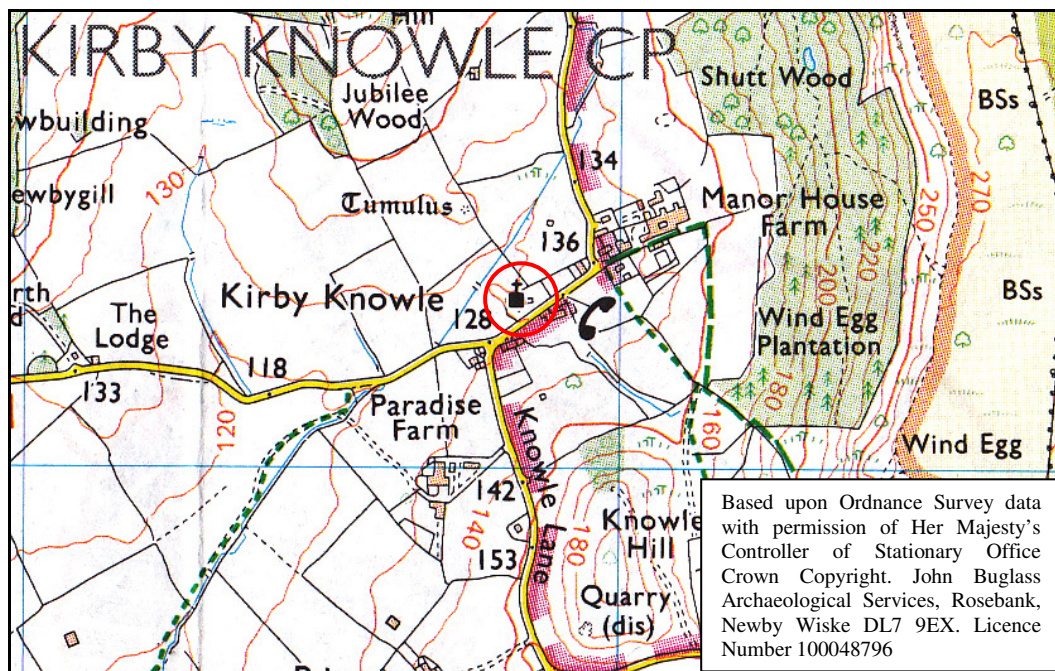 KIRBY KNOWLE CP
Hill
Jubilee
Wood
Shutt Wood
BSs
wbuilding
ewbygill
130
134
Tumulus
Manor House
Farm
250
270
136
220
200
BSs
Kirby Knowle
128
rth
d
The
Lodge
Wind Egg
Plantation
118
133
120
Paradise
Farm
180
160
Wind Egg
Knowle Lane
142
140
153
Knowle
Hill
180
Quarry
(dis)
Based upon Ordnance Survey data
with permission of Her Majesty's
Controller of Stationary Office
Crown Copyright. John Buglass
Archaeological Services, Rosebank,
Newby Wiske DL7 9EX. Licence
Number 100048796